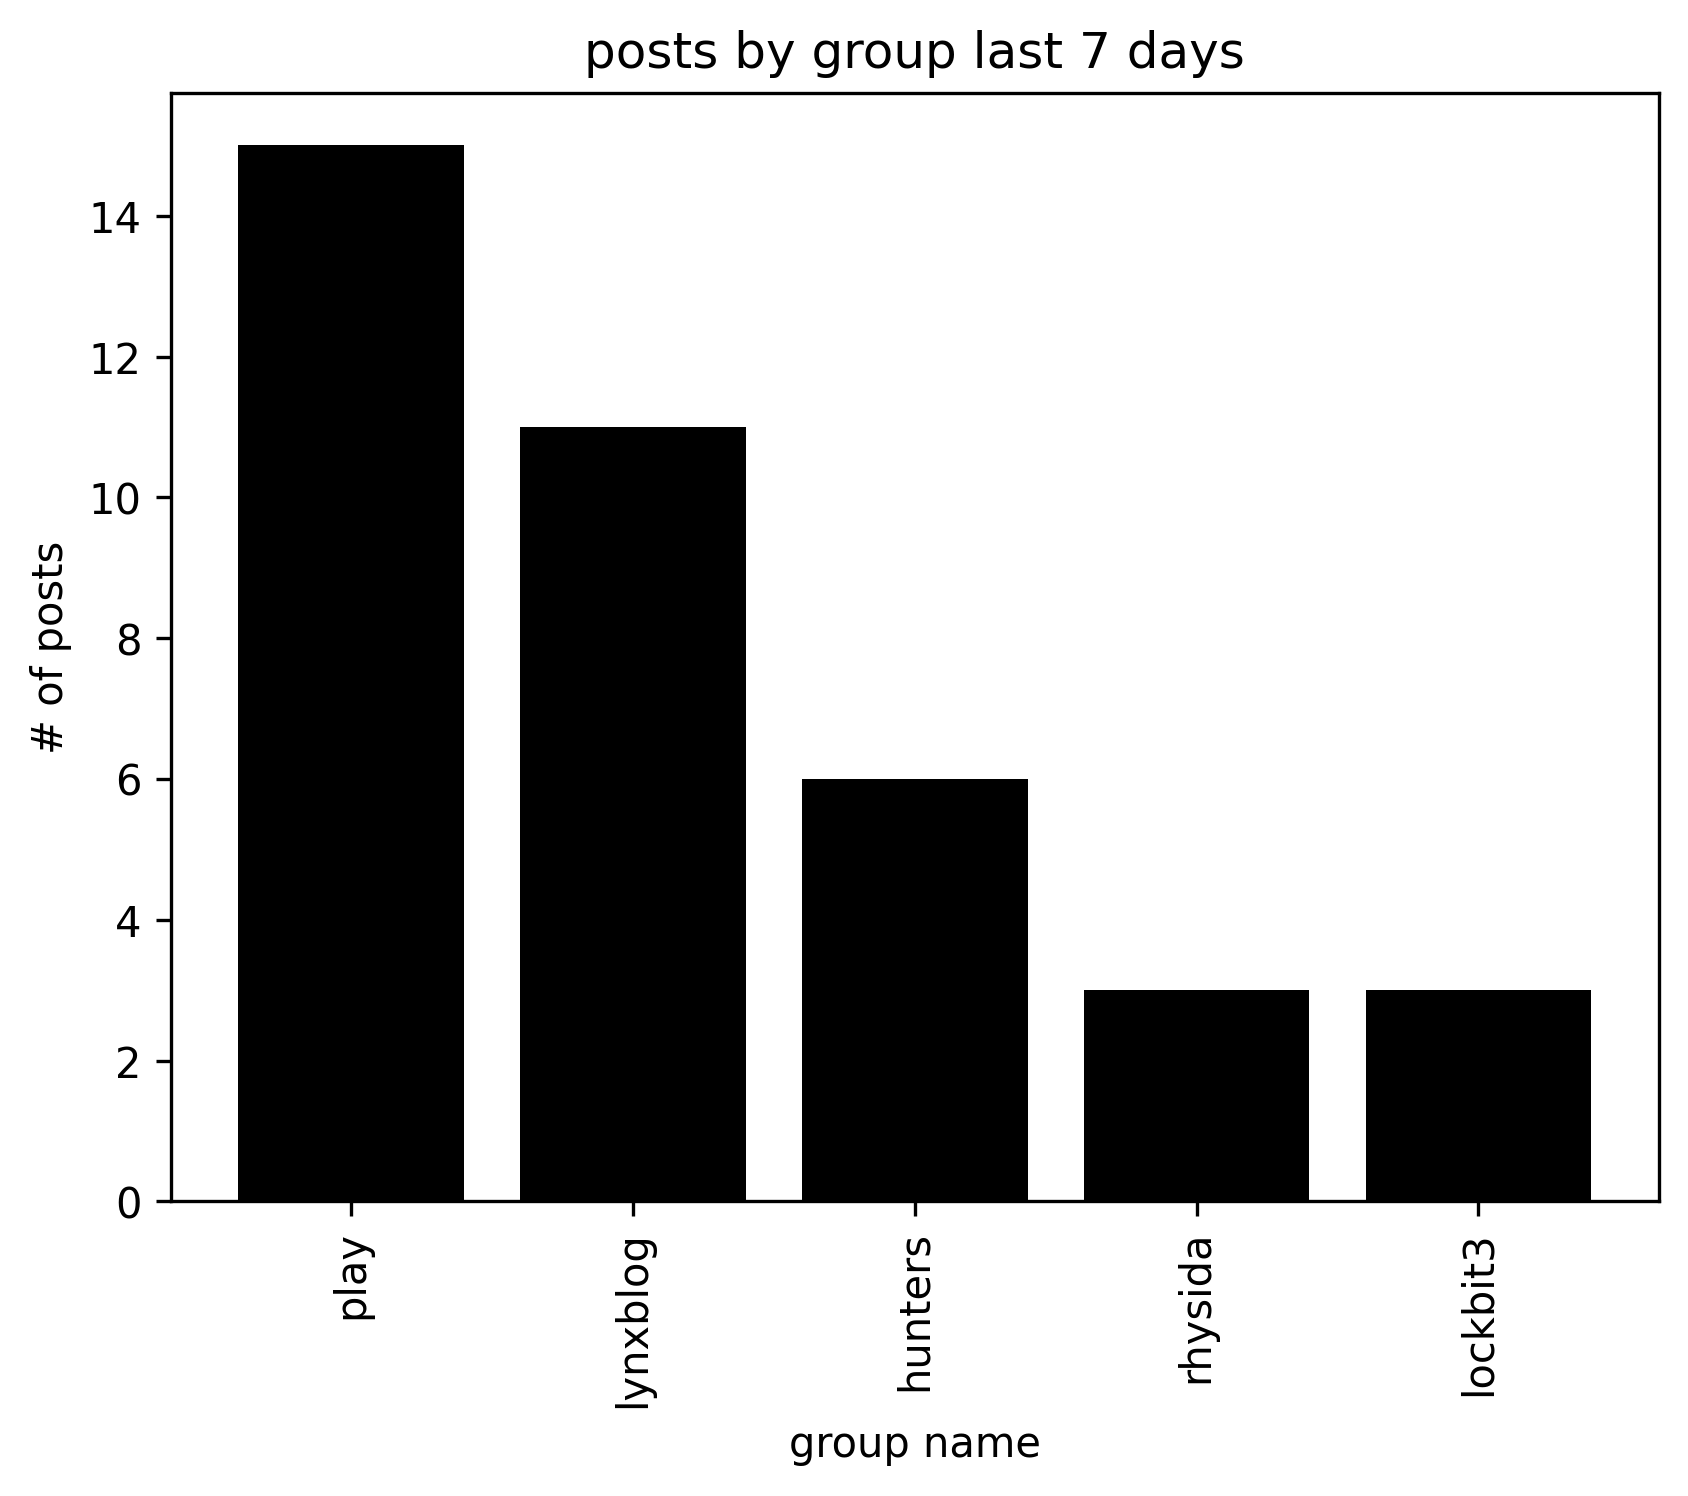 posts by group last 7 days
14
12
10
8
6
4
2
0
# of posts
play
lynxblog
hunters
rhysida
lockbit3
group name